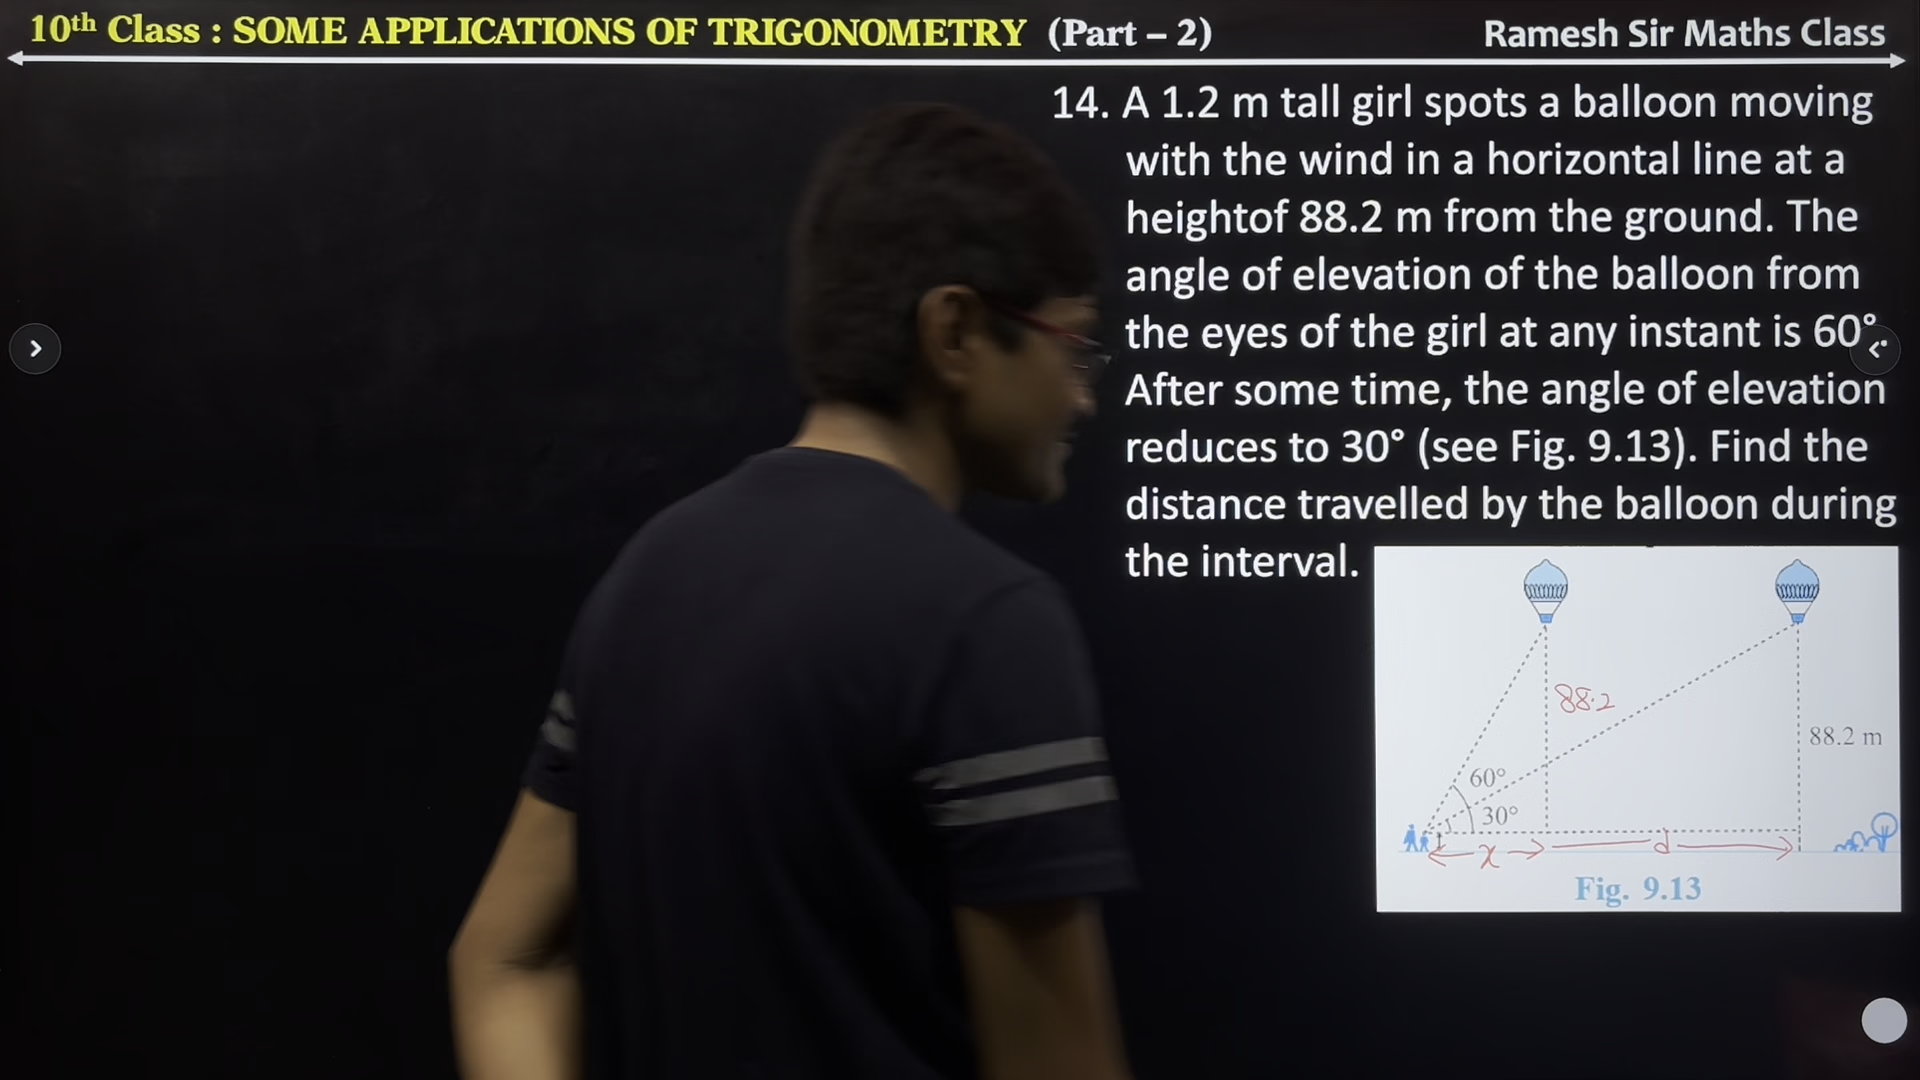 10th Class : SOME APPLICATIONS OF TRIGONOMETRY (Part – 2)
Ramesh Sir Maths Class
14. A 1.2 m tall girl spots a balloon moving
with the wind in a horizontal line at a
heightof 88.2 m from the ground. The
angle of elevation of the balloon from
the eyes of the girl at any instant is 60°.
After some time, the angle of elevation
reduces to 30° (see Fig. 9.13). Find the
distance travelled by the balloon during
the interval.
88.2
88.2 m
60°
30°
x
d
Fig. 9.13